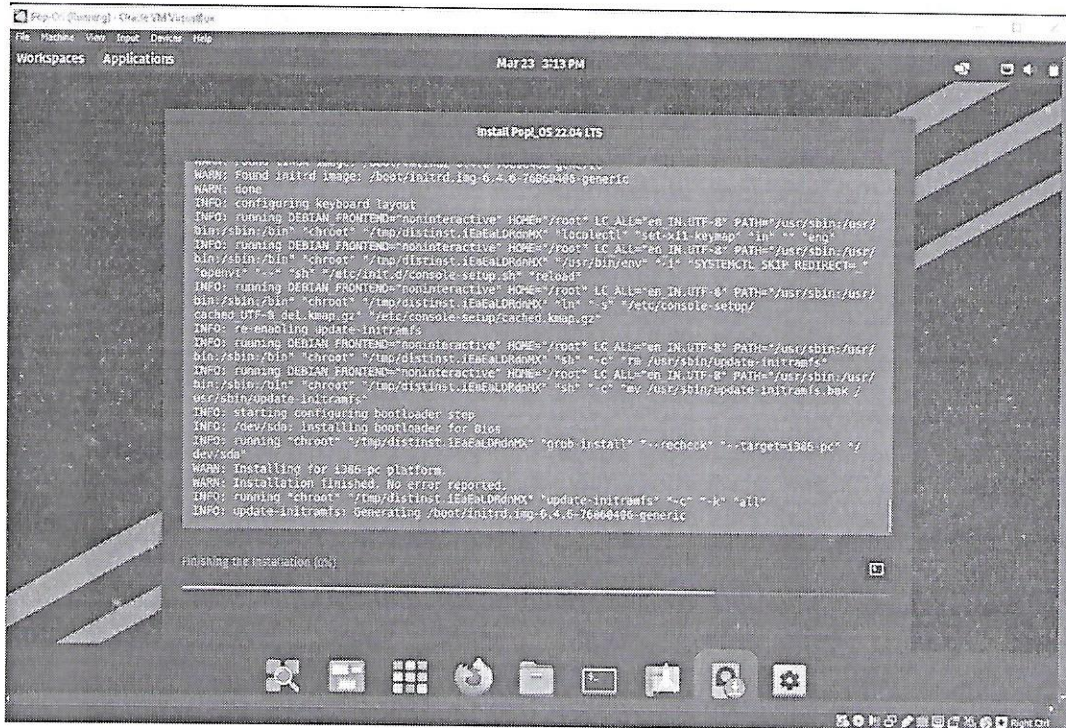 Pop-OS (Running) - Oracle VM VirtualBox
File Machine View Input Devices Help
Workspaces Applications
Mar 23 3:13 PM
Install Pop!_OS 22.04 LTS
WARN: Found initrd image: /boot/initrd.img-6.4.6-76060406-generic
WARN: done
INFO: configuring keyboard layout
INFO: running DEBIAN_FRONTEND="noninteractive" HOME="/root" LC_ALL="en_IN.UTF-8" PATH="/usr/sbin:/usr/
bin:/sbin:/bin" "chroot" "/tmp/distinst.iEaEaLDRdnMX" "localectl" "set-x11-keymap" "in" "" "eng"
INFO: running DEBIAN_FRONTEND="noninteractive" HOME="/root" LC_ALL="en_IN.UTF-8" PATH="/usr/sbin:/usr/
bin:/sbin:/bin" "chroot" "/tmp/distinst.iEaEaLDRdnMX" "/usr/bin/env" "-i" "SYSTEMCTL_SKIP_REDIRECT=_"
"openvt" "--" "sh" "/etc/init.d/console-setup.sh" "reload"
INFO: running DEBIAN_FRONTEND="noninteractive" HOME="/root" LC_ALL="en_IN.UTF-8" PATH="/usr/sbin:/usr/
bin:/sbin:/bin" "chroot" "/tmp/distinst.iEaEaLDRdnMX" "ln" "-s" "/etc/console-setup/
cached_UTF-8_del.kmap.gz" "/etc/console-setup/cached.kmap.gz"
INFO: re-enabling update-initramfs
INFO: running DEBIAN_FRONTEND="noninteractive" HOME="/root" LC_ALL="en_IN.UTF-8" PATH="/usr/sbin:/usr/
bin:/sbin:/bin" "chroot" "/tmp/distinst.iEaEaLDRdnMX" "sh" "-c" "rm /usr/sbin/update-initramfs"
INFO: running DEBIAN_FRONTEND="noninteractive" HOME="/root" LC_ALL="en_IN.UTF-8" PATH="/usr/sbin:/usr/
bin:/sbin:/bin" "chroot" "/tmp/distinst.iEaEaLDRdnMX" "sh" "-c" "mv /usr/sbin/update-initramfs.bak /
usr/sbin/update-initramfs"
INFO: starting configuring bootloader step
INFO: /dev/sda: installing bootloader for Bios
INFO: running "chroot" "/tmp/distinst.iEaEaLDRdnMX" "grub-install" "--recheck" "--target=i386-pc" "/
dev/sda"
WARN: Installing for i386-pc platform.
WARN: Installation finished. No error reported.
INFO: running "chroot" "/tmp/distinst.iEaEaLDRdnMX" "update-initramfs" "-c" "-k" "all"
INFO: update-initramfs: Generating /boot/initrd.img-6.4.6-76060406-generic
Finishing the installation (0%)
Right Ctrl